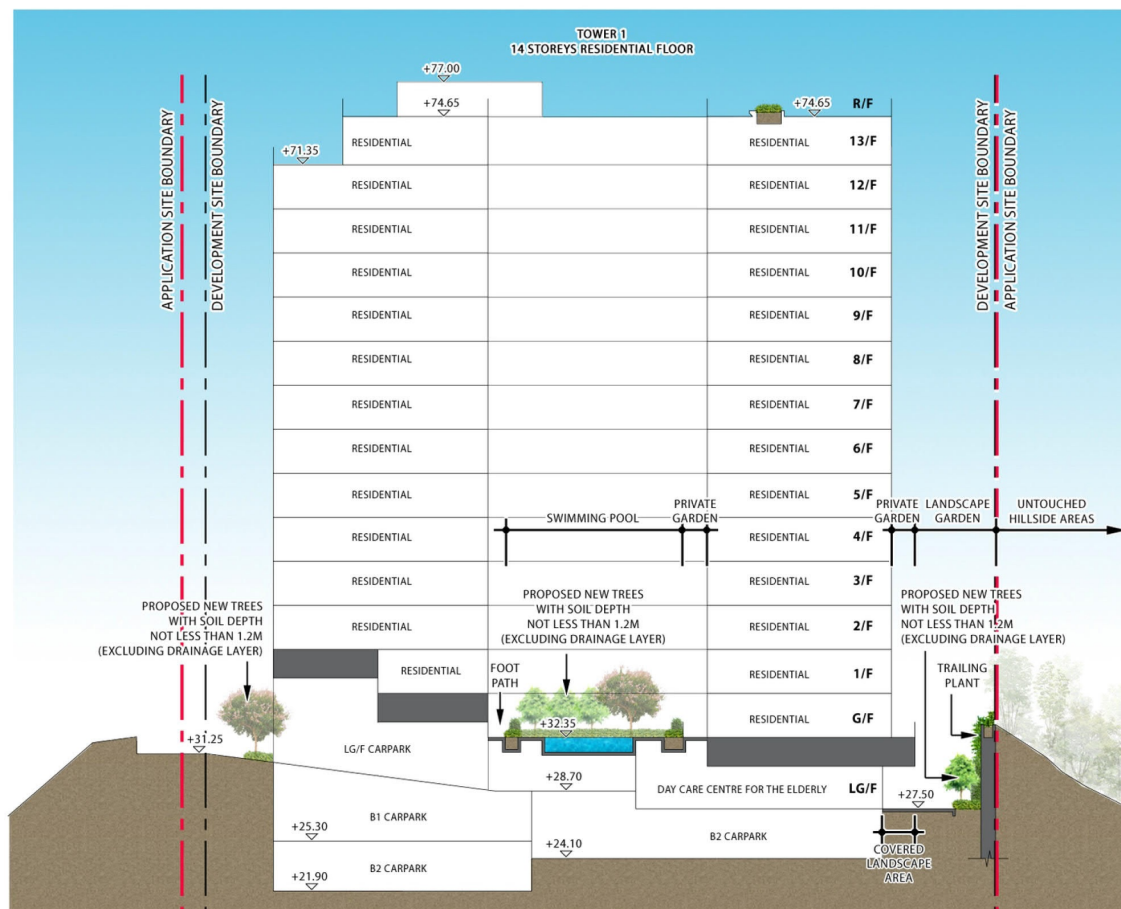 TOWER 1
14 STOREYS RESIDENTIAL FLOOR
+77.00
+74.65
+74.65
R/F
RESIDENTIAL
RESIDENTIAL
13/F
+71.35
RESIDENTIAL
RESIDENTIAL
12/F
RESIDENTIAL
RESIDENTIAL
11/F
RESIDENTIAL
RESIDENTIAL
10/F
RESIDENTIAL
RESIDENTIAL
9/F
RESIDENTIAL
RESIDENTIAL
8/F
RESIDENTIAL
RESIDENTIAL
7/F
RESIDENTIAL
RESIDENTIAL
6/F
RESIDENTIAL
RESIDENTIAL
5/F
RESIDENTIAL
RESIDENTIAL
4/F
RESIDENTIAL
RESIDENTIAL
3/F
RESIDENTIAL
RESIDENTIAL
2/F
RESIDENTIAL
RESIDENTIAL
1/F
RESIDENTIAL
G/F
APPLICATION SITE BOUNDARY
DEVELOPMENT SITE BOUNDARY
DEVELOPMENT SITE BOUNDARY
APPLICATION SITE BOUNDARY
SWIMMING POOL
PRIVATE
GARDEN
PRIVATE
GARDEN
LANDSCAPE
GARDEN
UNTOUCHED
HILLSIDE AREAS
PROPOSED NEW TREES
WITH SOIL DEPTH
NOT LESS THAN 1.2M
(EXCLUDING DRAINAGE LAYER)
PROPOSED NEW TREES
WITH SOIL DEPTH
NOT LESS THAN 1.2M
(EXCLUDING DRAINAGE LAYER)
PROPOSED NEW TREES
WITH SOIL DEPTH
NOT LESS THAN 1.2M
(EXCLUDING DRAINAGE LAYER)
FOOT
PATH
TRAILING
PLANT
+32.35
+31.25
LG/F CARPARK
+28.70
DAY CARE CENTRE FOR THE ELDERLY
LG/F
+27.50
B1 CARPARK
+25.30
B2 CARPARK
+24.10
B2 CARPARK
+21.90
COVERED
LANDSCAPE
AREA